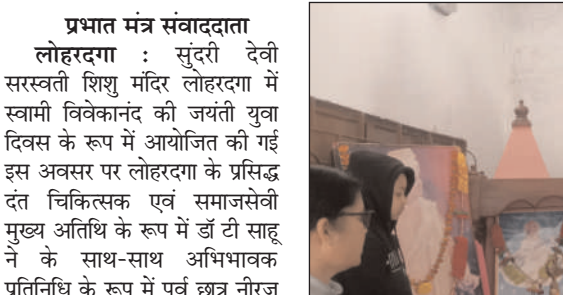 प्रभात मंत्र संवाददाता
लोहरदगा : सुंदरी देवी
सरस्वती शिशु मंदिर लोहरदगा में
स्वामी विवेकानंद की जयंती युवा
दिवस के रूप में आयोजित की गई
इस अवसर पर लोहरदगा के प्रसिद्ध
दंत चिकित्सक एवं समाजसेवी
मुख्य अतिथि के रूप में डॉ टी साहू
ने के साथ-साथ अभिभावक
प्रतिनिधि के रूप में पूर्व छात्र नीरज